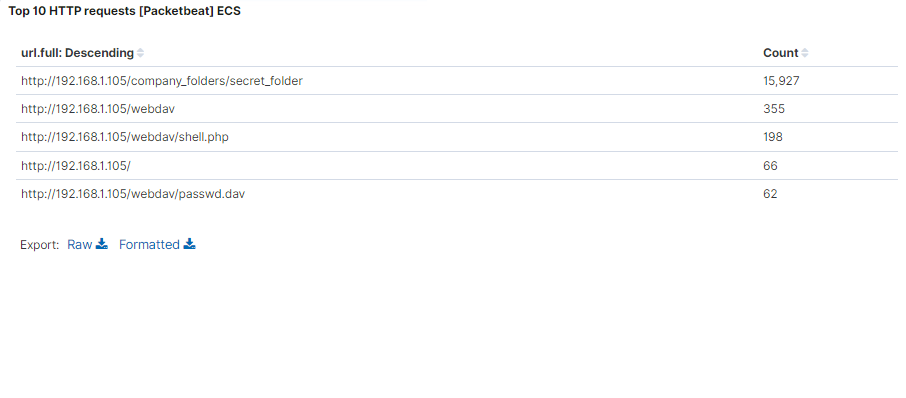 Top 10 HTTP requests [Packetbeat] ECS
url.full: Descending Count
http://192.168.1.105/company_folders/secret_folder 15,927
http://192.168.1.105/webdav 355
http://192.168.1.105/webdav/shell.php 198
http://192.168.1.105/ 66
http://192.168.1.105/webdav/passwd.dav 62
Export: Raw Formatted